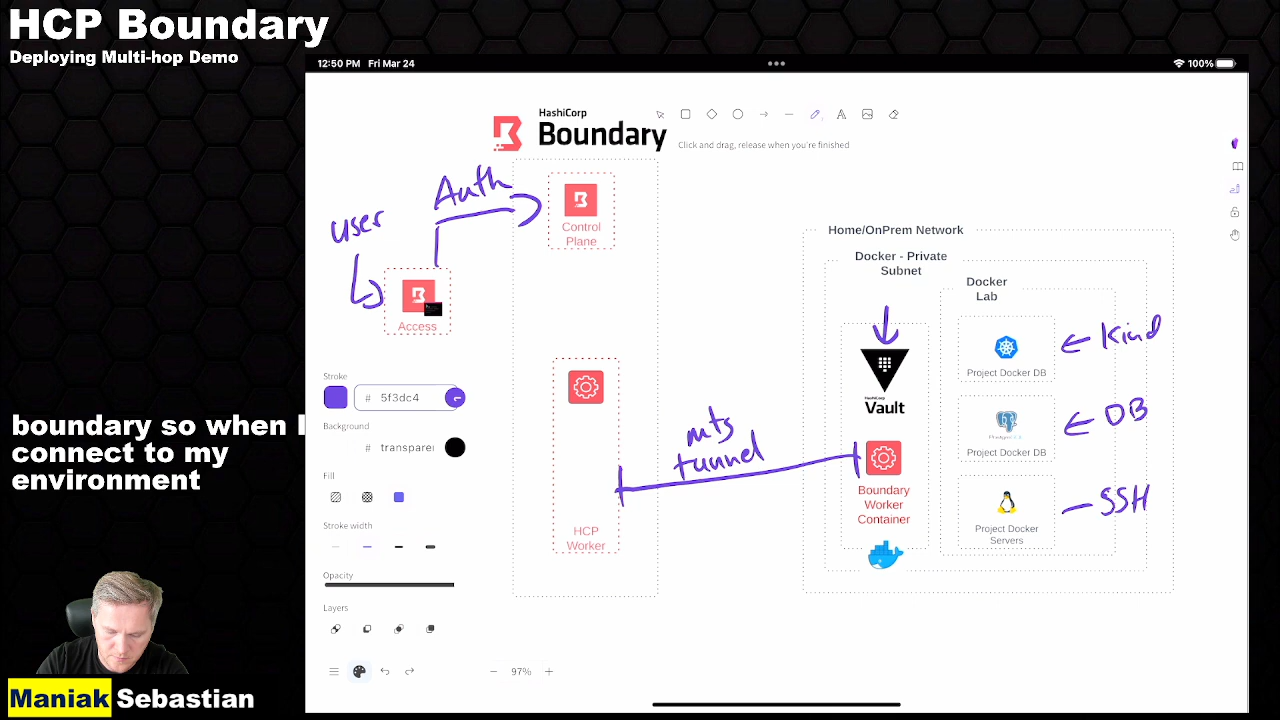 HCP Boundary
Deploying Multi-hop Demo
12:50 PM Fri Mar 24
100%
HashiCorp
Boundary
Click and drag, release when you're finished
Auth
user
Control
Plane
Access
Home/OnPrem Network
Docker - Private
Subnet
Docker
Lab
Project Docker DB
Kind
HashiCorp
Vault
PostgreSQL
Project Docker DB
DB
mts
tunnel
Boundary
Worker
Container
Project Docker
Servers
SSH
HCP
Worker
Stroke
# 5f3dc4
Background
# transparei
Fill
Stroke width
Opacity
Layers
97%
boundary so when I
connect to my
environment
Maniak Sebastian